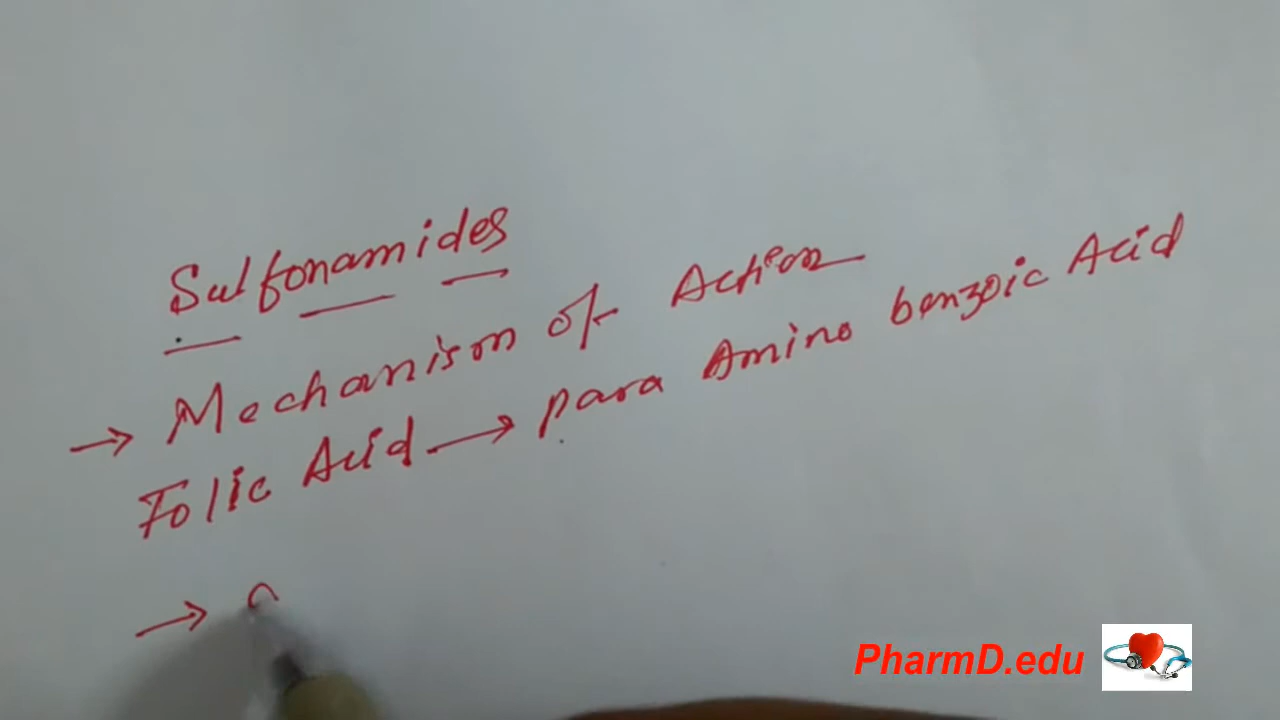 Sulfonamides
→ Mechanism of Action
Folic Acid → para Amino benzoic Acid
→
PharmD.edu